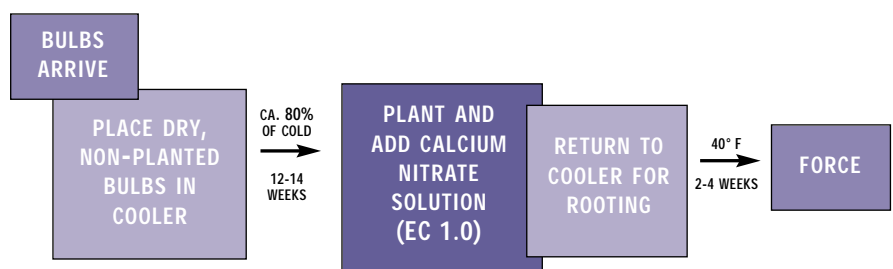 BULBS
ARRIVE
PLACE DRY,
NON-PLANTED
BULBS IN
COOLER
CA. 80%
OF COLD
12-14
WEEKS
PLANT AND
ADD CALCIUM
NITRATE
SOLUTION
(EC 1.0)
RETURN TO
COOLER FOR
ROOTING
40° F
2-4 WEEKS
FORCE